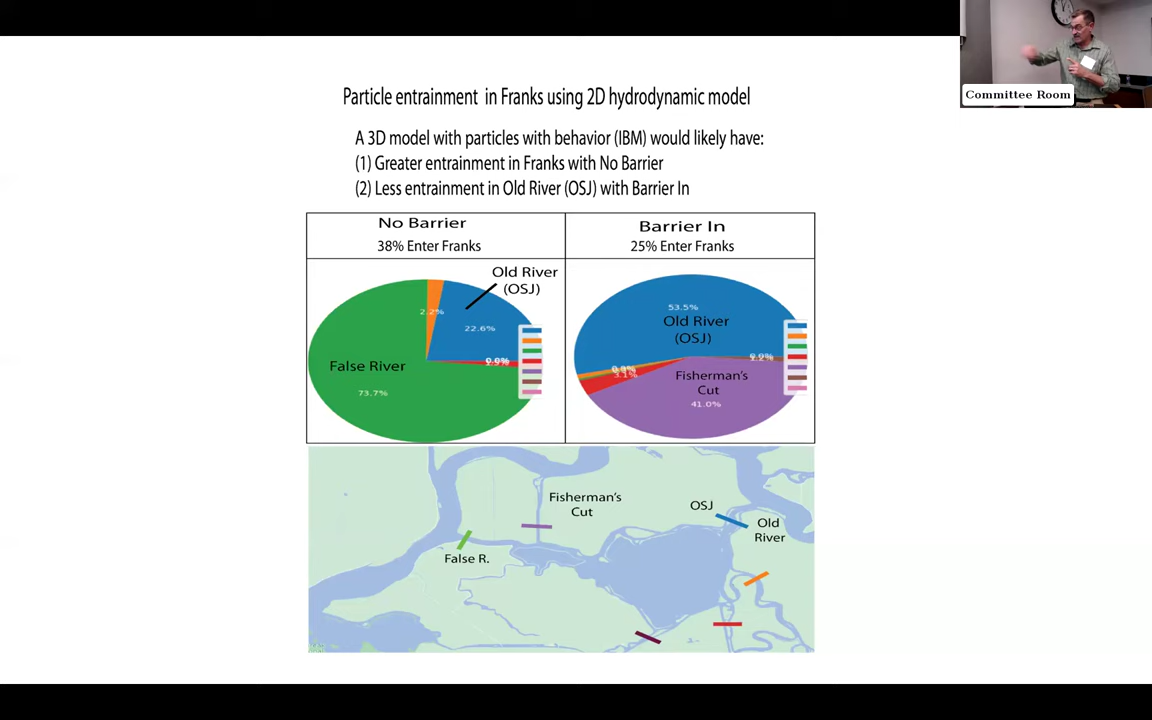 Committee Room
Particle entrainment in Franks using 2D hydrodynamic model
A 3D model with particles with behavior (IBM) would likely have:
(1) Greater entrainment in Franks with No Barrier
(2) Less entrainment in Old River (OSJ) with Barrier In
No Barrier
38% Enter Franks
Barrier In
25% Enter Franks
Old River
(OSJ)
2.2%
22.6%
False River
73.7%
53.5%
Old River
(OSJ)
Fisherman's
Cut
41.0%
Fisherman's
Cut
OSJ
Old
River
False R.